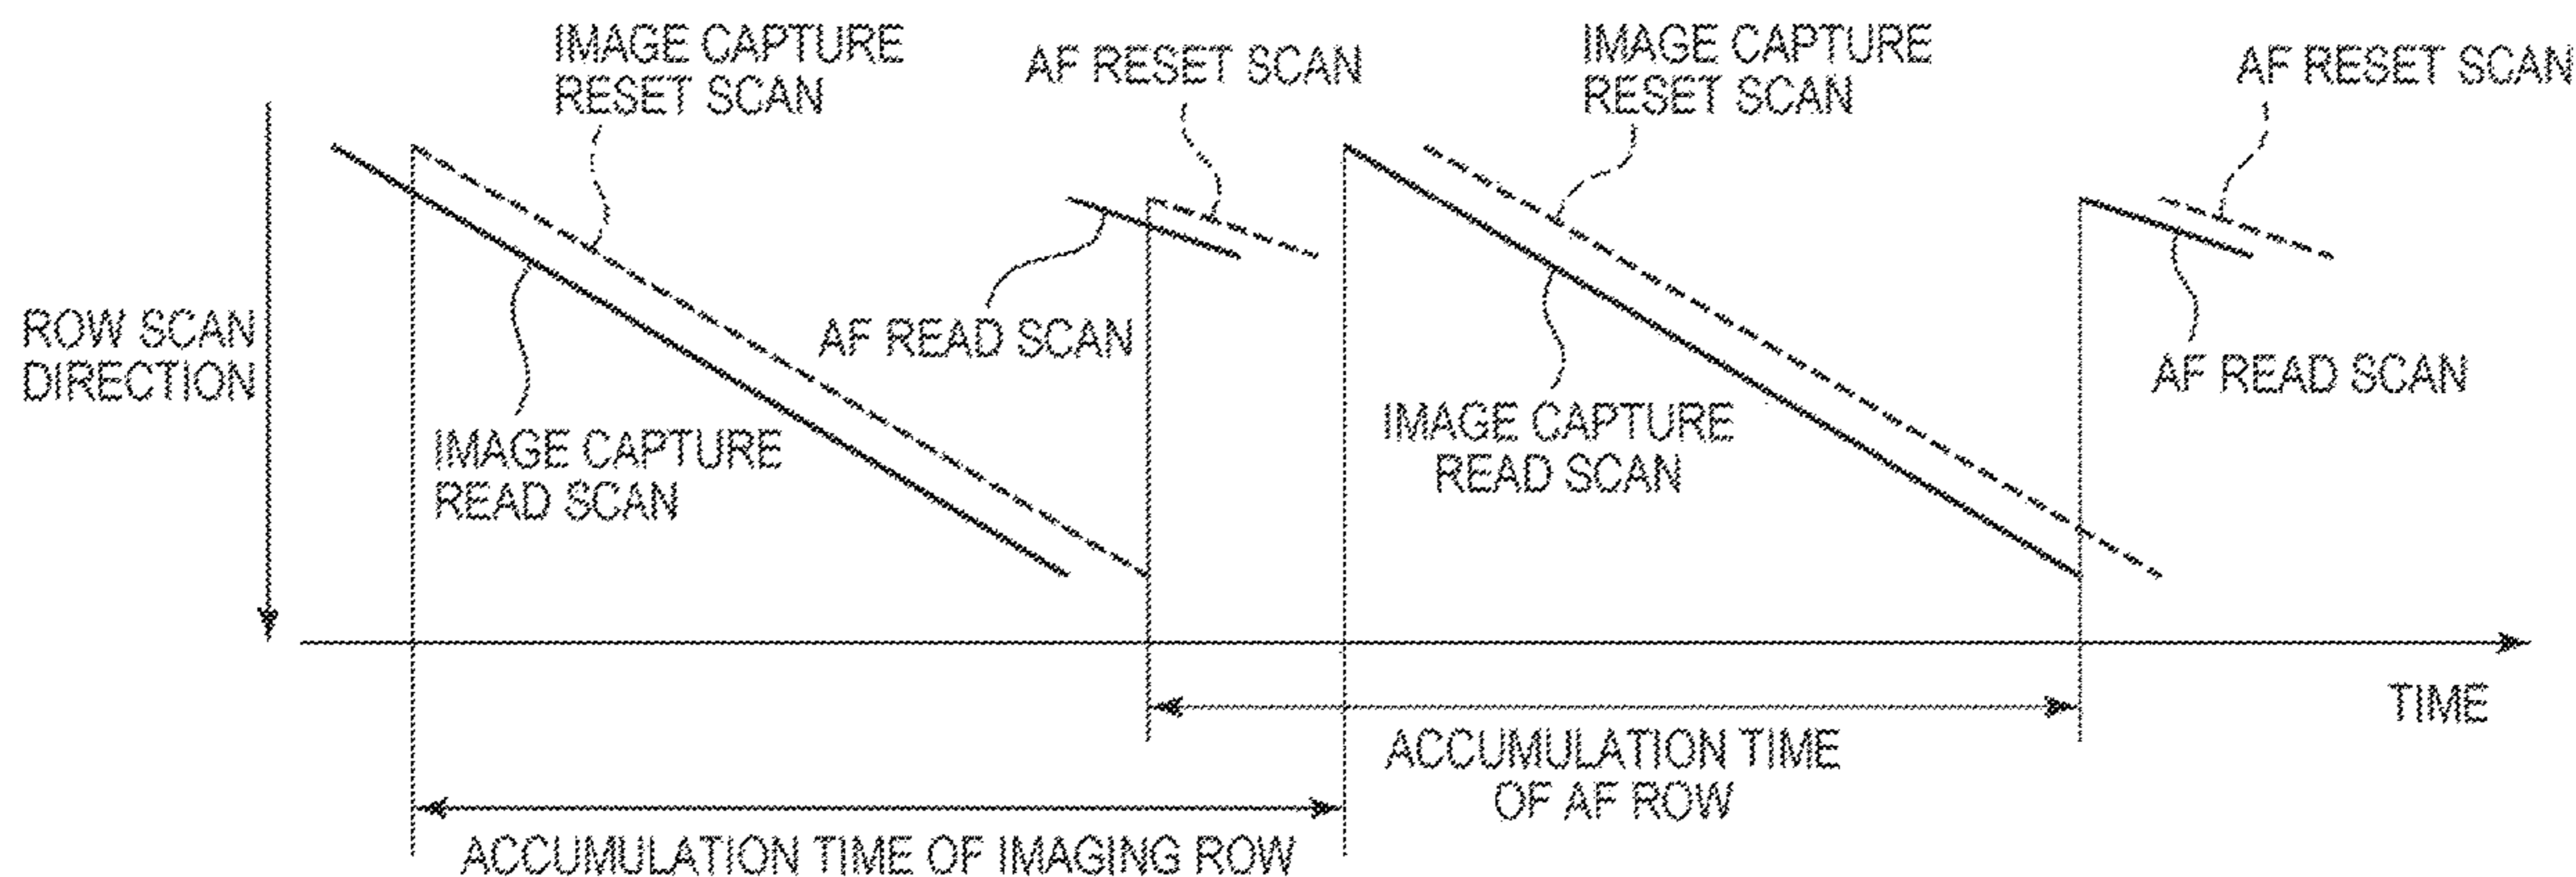 IMAGE CAPTURE
RESET SCAN
AF RESET SCAN
IMAGE CAPTURE
RESET SCAN
AF RESET SCAN
ROW SCAN
DIRECTION
AF READ SCAN
IMAGE CAPTURE
READ SCAN
IMAGE CAPTURE
READ SCAN
AF READ SCAN
TIME
ACCUMULATION TIME
OF AF ROW
ACCUMULATION TIME OF IMAGING ROW